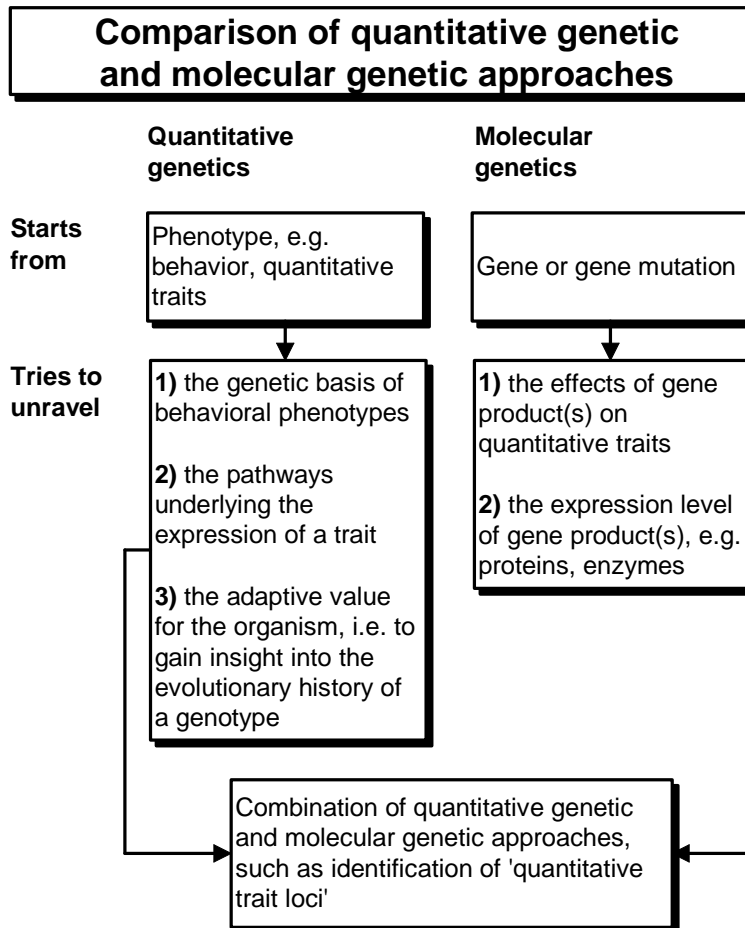 Comparison of quantitative genetic
and molecular genetic approaches
Quantitative
genetics
Molecular
genetics
Starts
from
Phenotype, e.g.
behavior, quantitative
traits
Gene or gene mutation
Tries to
unravel
1) the genetic basis of
behavioral phenotypes
2) the pathways
underlying the
expression of a trait
3) the adaptive value
for the organism, i.e. to
gain insight into the
evolutionary history of
a genotype
1) the effects of gene
product(s) on
quantitative traits
2) the expression level
of gene product(s), e.g.
proteins, enzymes
Combination of quantitative genetic
and molecular genetic approaches,
such as identification of 'quantitative
trait loci'